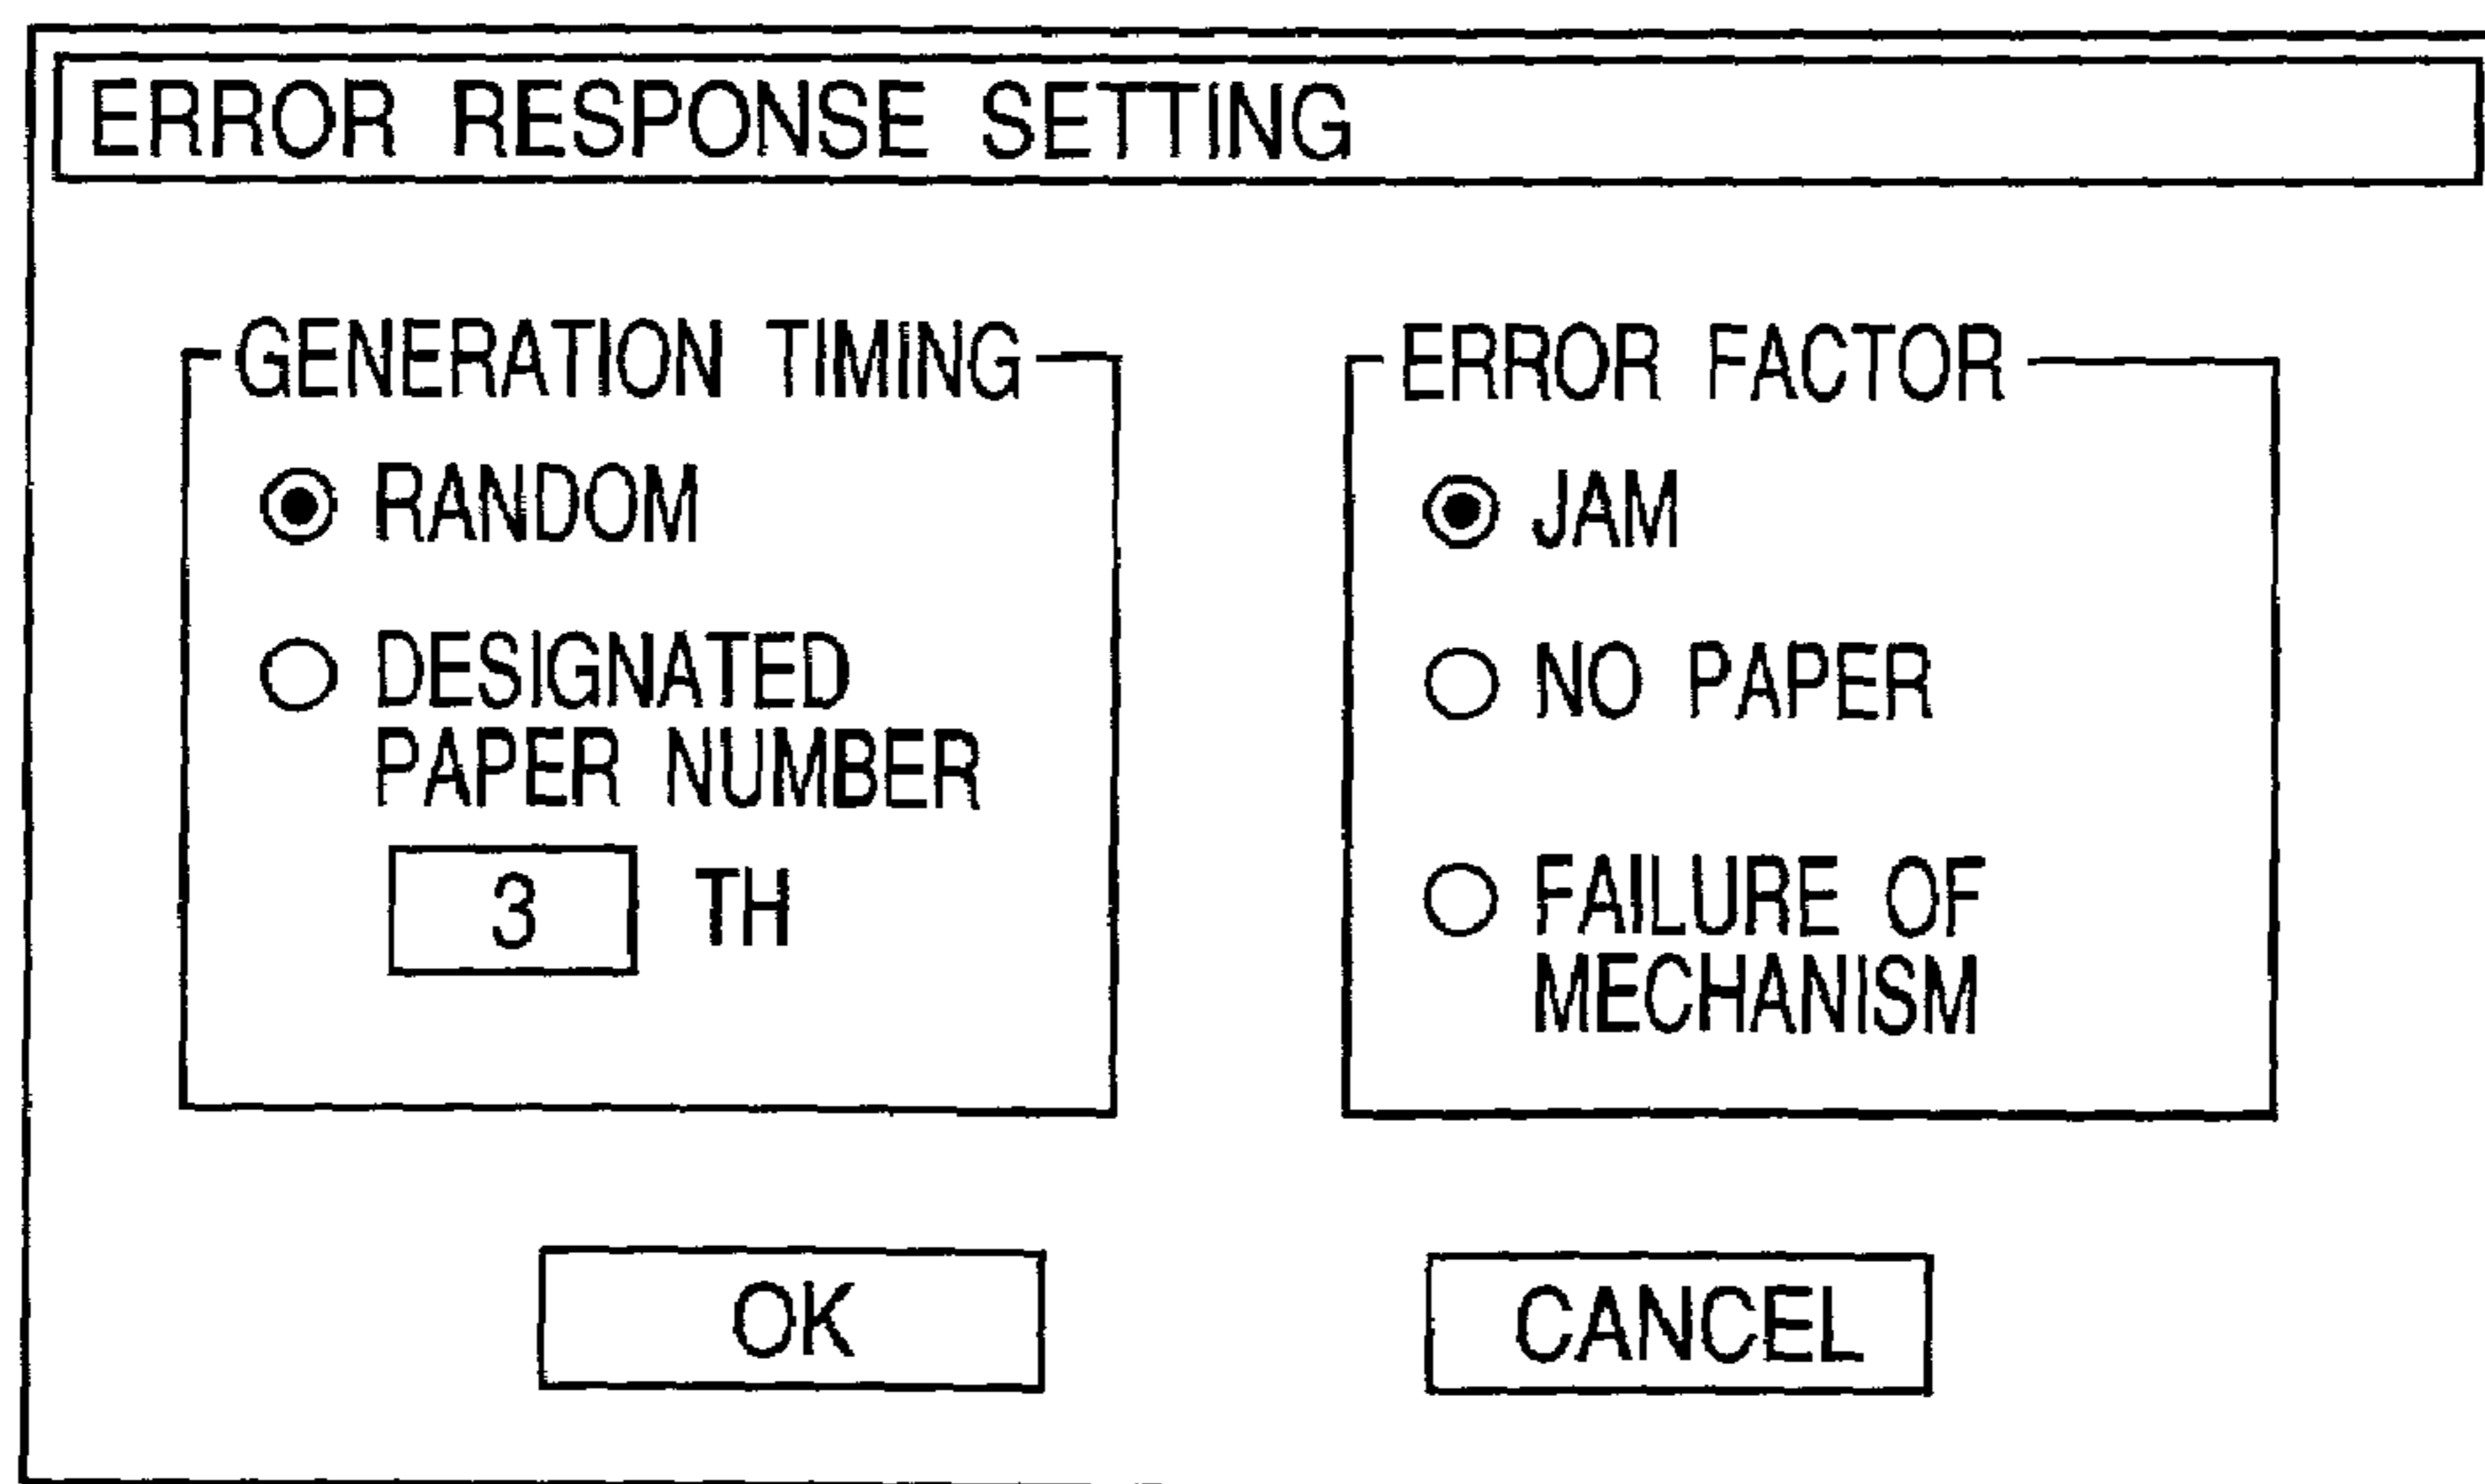 ERROR RESPONSE SETTING
GENERATION TIMING
RANDOM
DESIGNATED
PAPER NUMBER
3 TH
ERROR FACTOR
JAM
NO PAPER
FAILURE OF
MECHANISM
OK
CANCEL